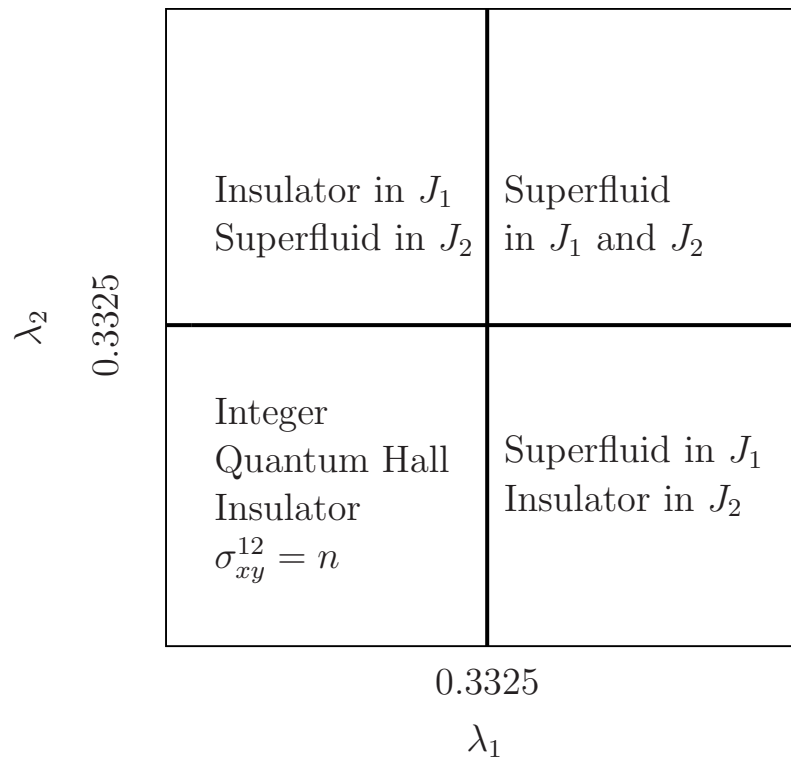 Insulator in J₁
Superfluid in J₂
Superfluid
in J₁ and J₂
λ₂
0.3325
Integer
Quantum Hall
Insulator
σ¹²ₓᵧ = n
Superfluid in J₁
Insulator in J₂
0.3325
λ₁